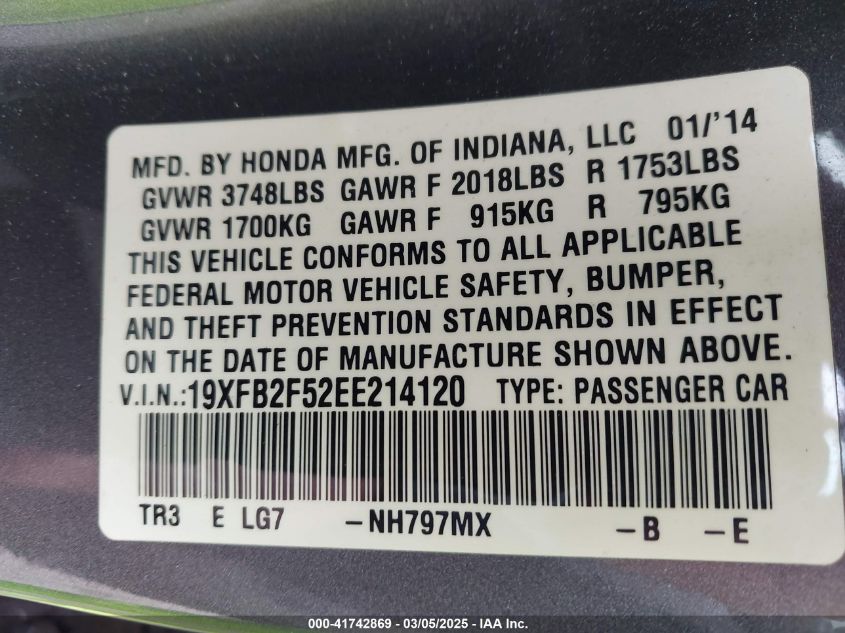 MFD. BY HONDA MFG. OF INDIANA, LLC 01/'14
GVWR 3748LBS GAWR F 2018LBS R 1753LBS
GVWR 1700KG GAWR F 915KG R 795KG
THIS VEHICLE CONFORMS TO ALL APPLICABLE
FEDERAL MOTOR VEHICLE SAFETY, BUMPER,
AND THEFT PREVENTION STANDARDS IN EFFECT
ON THE DATE OF MANUFACTURE SHOWN ABOVE.
V.I.N.:19XFB2F52EE214120 TYPE: PASSENGER CAR
TR3 E LG7 -NH797MX -B -E
000-41742869 - 03/05/2025 - IAA Inc.